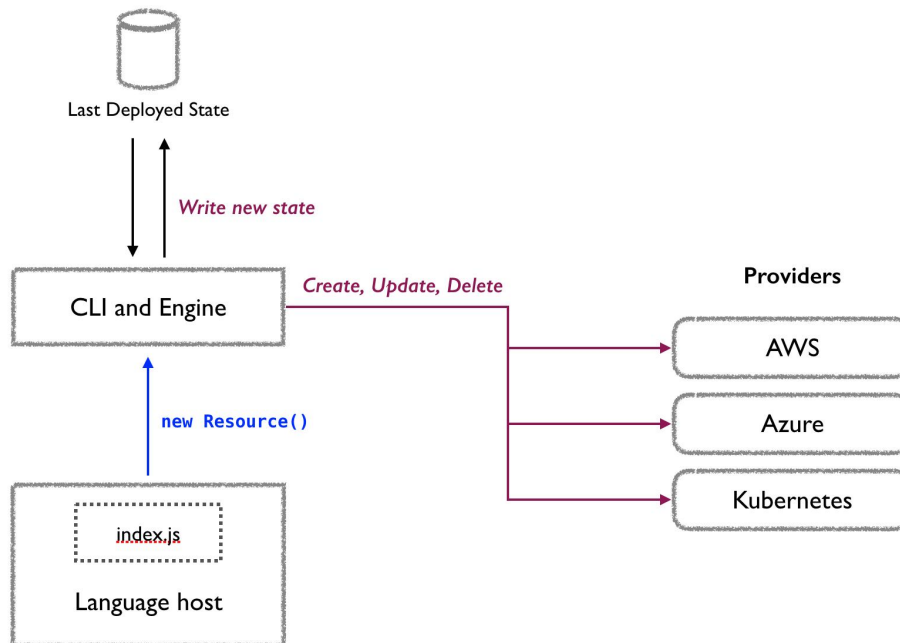 Last Deployed State
Write new state
Create, Update, Delete
Providers
CLI and Engine
AWS
Azure
new Resource()
Kubernetes
index.js
Language host